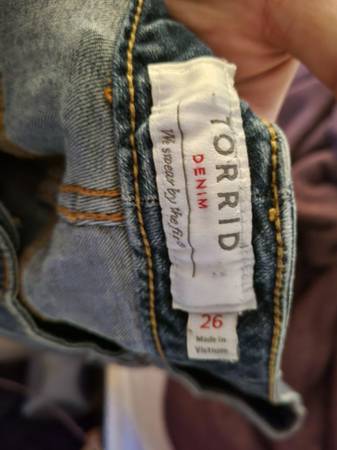 TORRID
DENIM
We swear by the fit
26
Made in
Vietnam